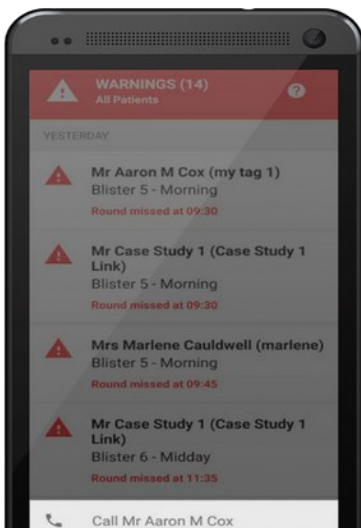 WARNINGS (14)
All Patients
YESTERDAY
Mr Aaron M Cox (my tag 1)
Blister 5 - Morning
Round missed at 09:30
Mr Case Study 1 (Case Study 1
Link)
Blister 5 - Morning
Round missed at 09:30
Mrs Marlene Cauldwell (marlene)
Blister 5 - Morning
Round missed at 09:45
Mr Case Study 1 (Case Study 1
Link)
Blister 6 - Midday
Round missed at 11:35
Call Mr Aaron M Cox